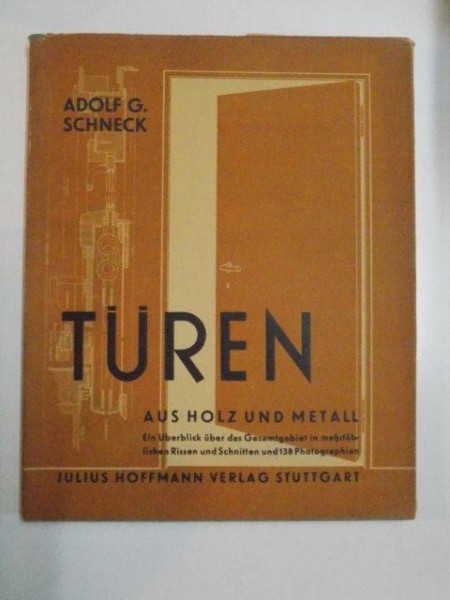 ADOLF G.
SCHNECK
TÜREN
AUS HOLZ UND METALL
Ein Überblick über das Gesamtgebiet in maßstäb-
lichen Rissen und Schnitten und 138 Photographien
JULIUS HOFFMANN VERLAG STUTTGART